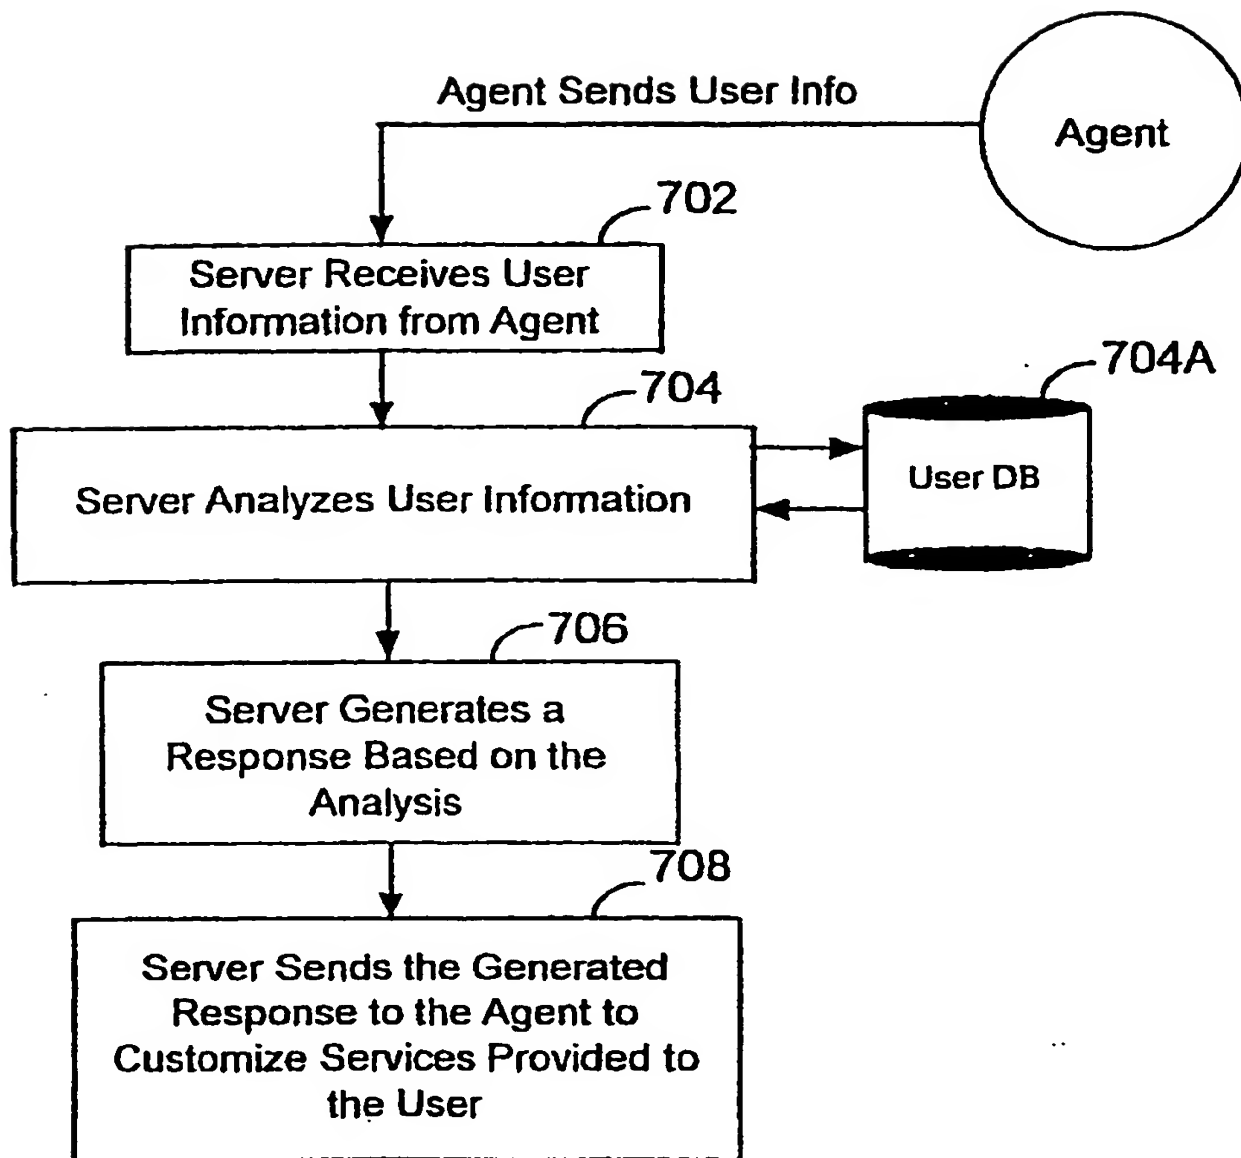 Agent Sends User Info
Agent
702
Server Receives User
Information from Agent
704
704A
Server Analyzes User Information
User DB
706
Server Generates a
Response Based on the
Analysis
708
Server Sends the Generated
Response to the Agent to
Customize Services Provided to
the User